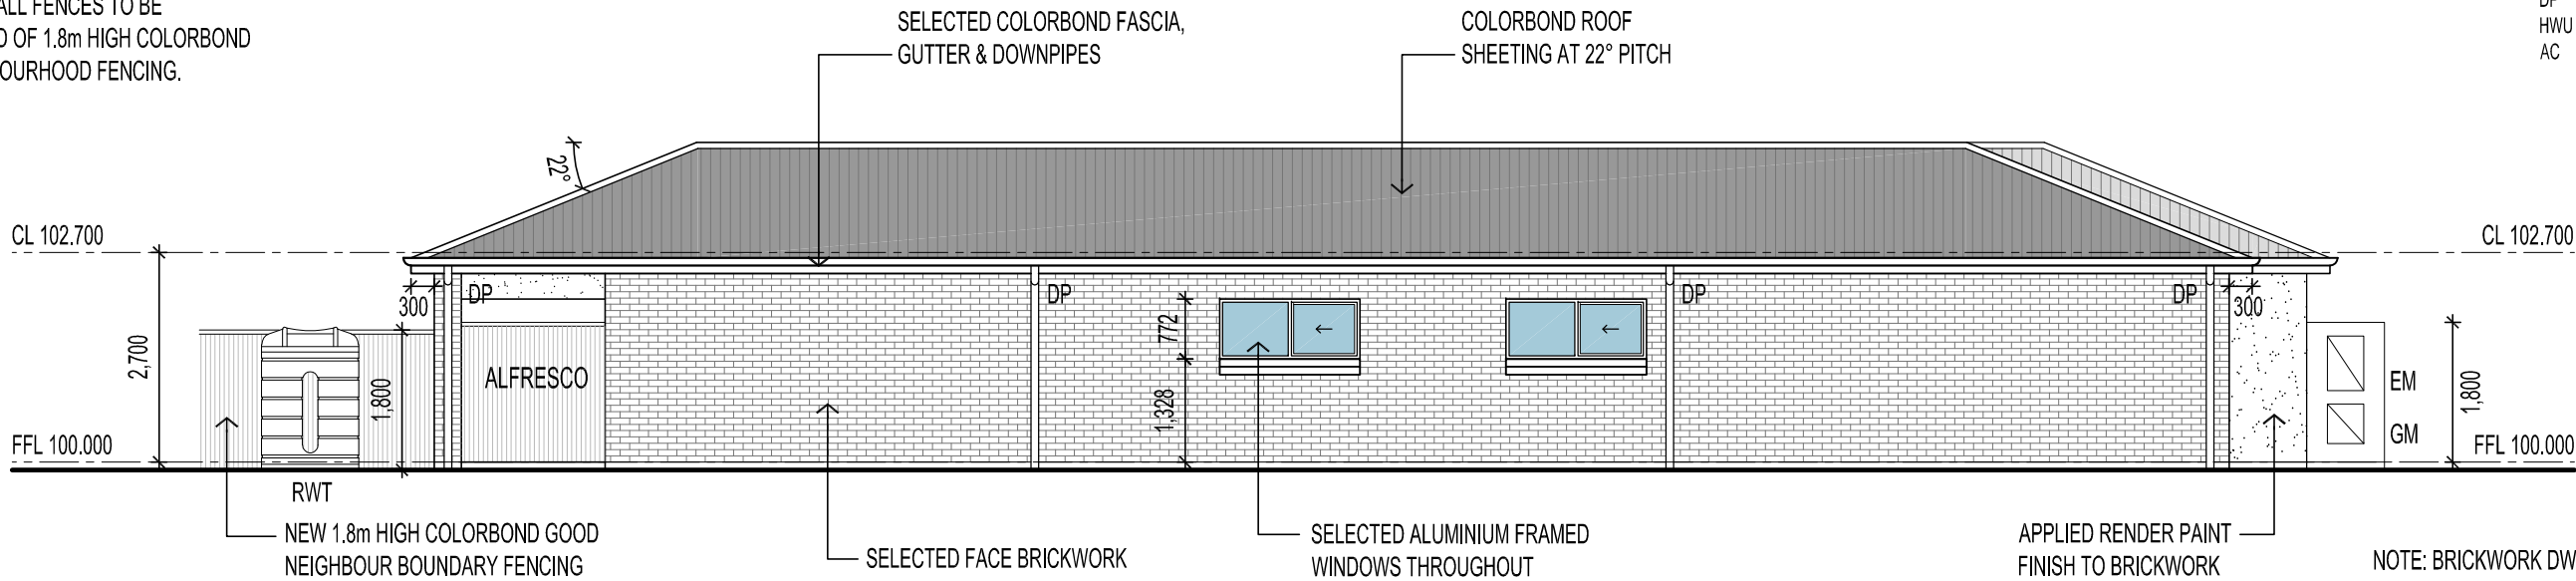 ALL FENCES TO BE
OF 1.8m HIGH COLORBOND
FENCING.
SELECTED COLORBOND FASCIA,
GUTTER & DOWNPIPES
COLORBOND ROOF
SHEETING AT 22° PITCH
DP
HWU
AC
22°
CL 102.700
CL 102.700
2,700
300
DP
DP
DP
DP
300
772
1,328
1,800
ALFRESCO
EM
GM
1,800
FFL 100.000
FFL 100.000
RWT
NEW 1.8m HIGH COLORBOND GOOD
NEIGHBOUR BOUNDARY FENCING
SELECTED FACE BRICKWORK
SELECTED ALUMINIUM FRAMED
WINDOWS THROUGHOUT
APPLIED RENDER PAINT
FINISH TO BRICKWORK
NOTE: BRICKWORK